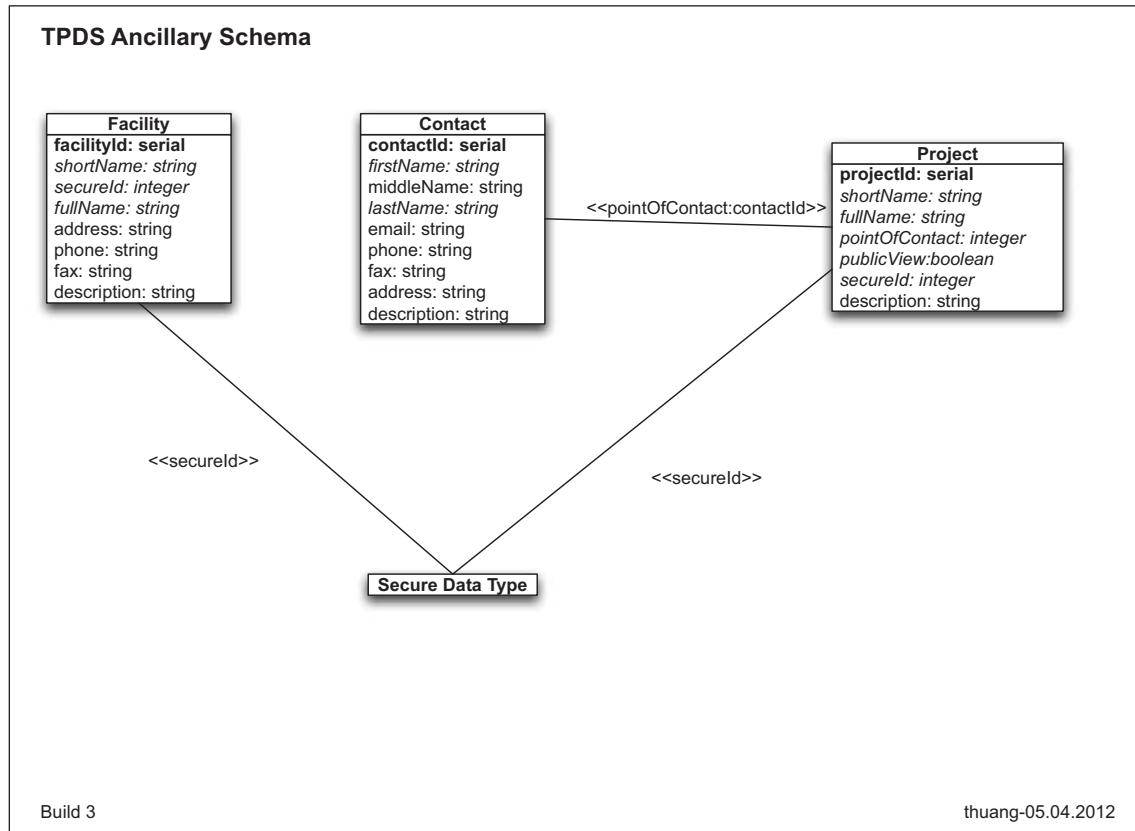 TPDS Ancillary Schema
Facility
facilityId: serial
shortName: string
secureId: integer
fullName: string
address: string
phone: string
fax: string
description: string
Contact
contactId: serial
firstName: string
middleName: string
lastName: string
email: string
phone: string
fax: string
address: string
description: string
<<pointOfContact:contactId>>
Project
projectId: serial
shortName: string
fullName: string
pointOfContact: integer
publicView:boolean
secureId: integer
description: string
<<secureId>>
<<secureId>>
Secure Data Type
Build 3
thuang-05.04.2012